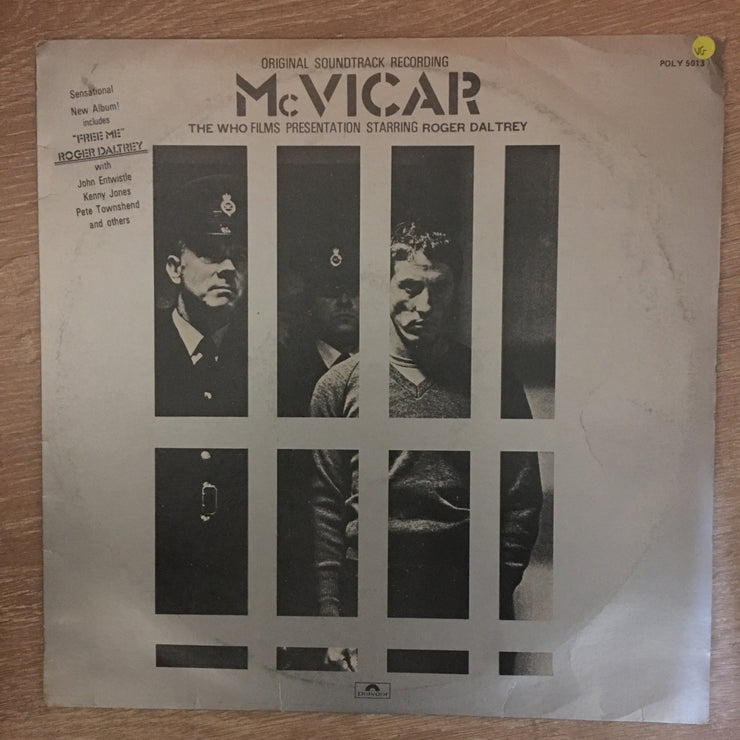 ORIGINAL SOUNDTRACK RECORDING
McVICAR
THE WHO FILMS PRESENTATION STARRING ROGER DALTREY
POLY 5013
VG
Sensational
New Album!
includes
"FREE ME"
ROGER DALTREY
with
John Entwistle
Kenny Jones
Pete Townshend
and others
polydor